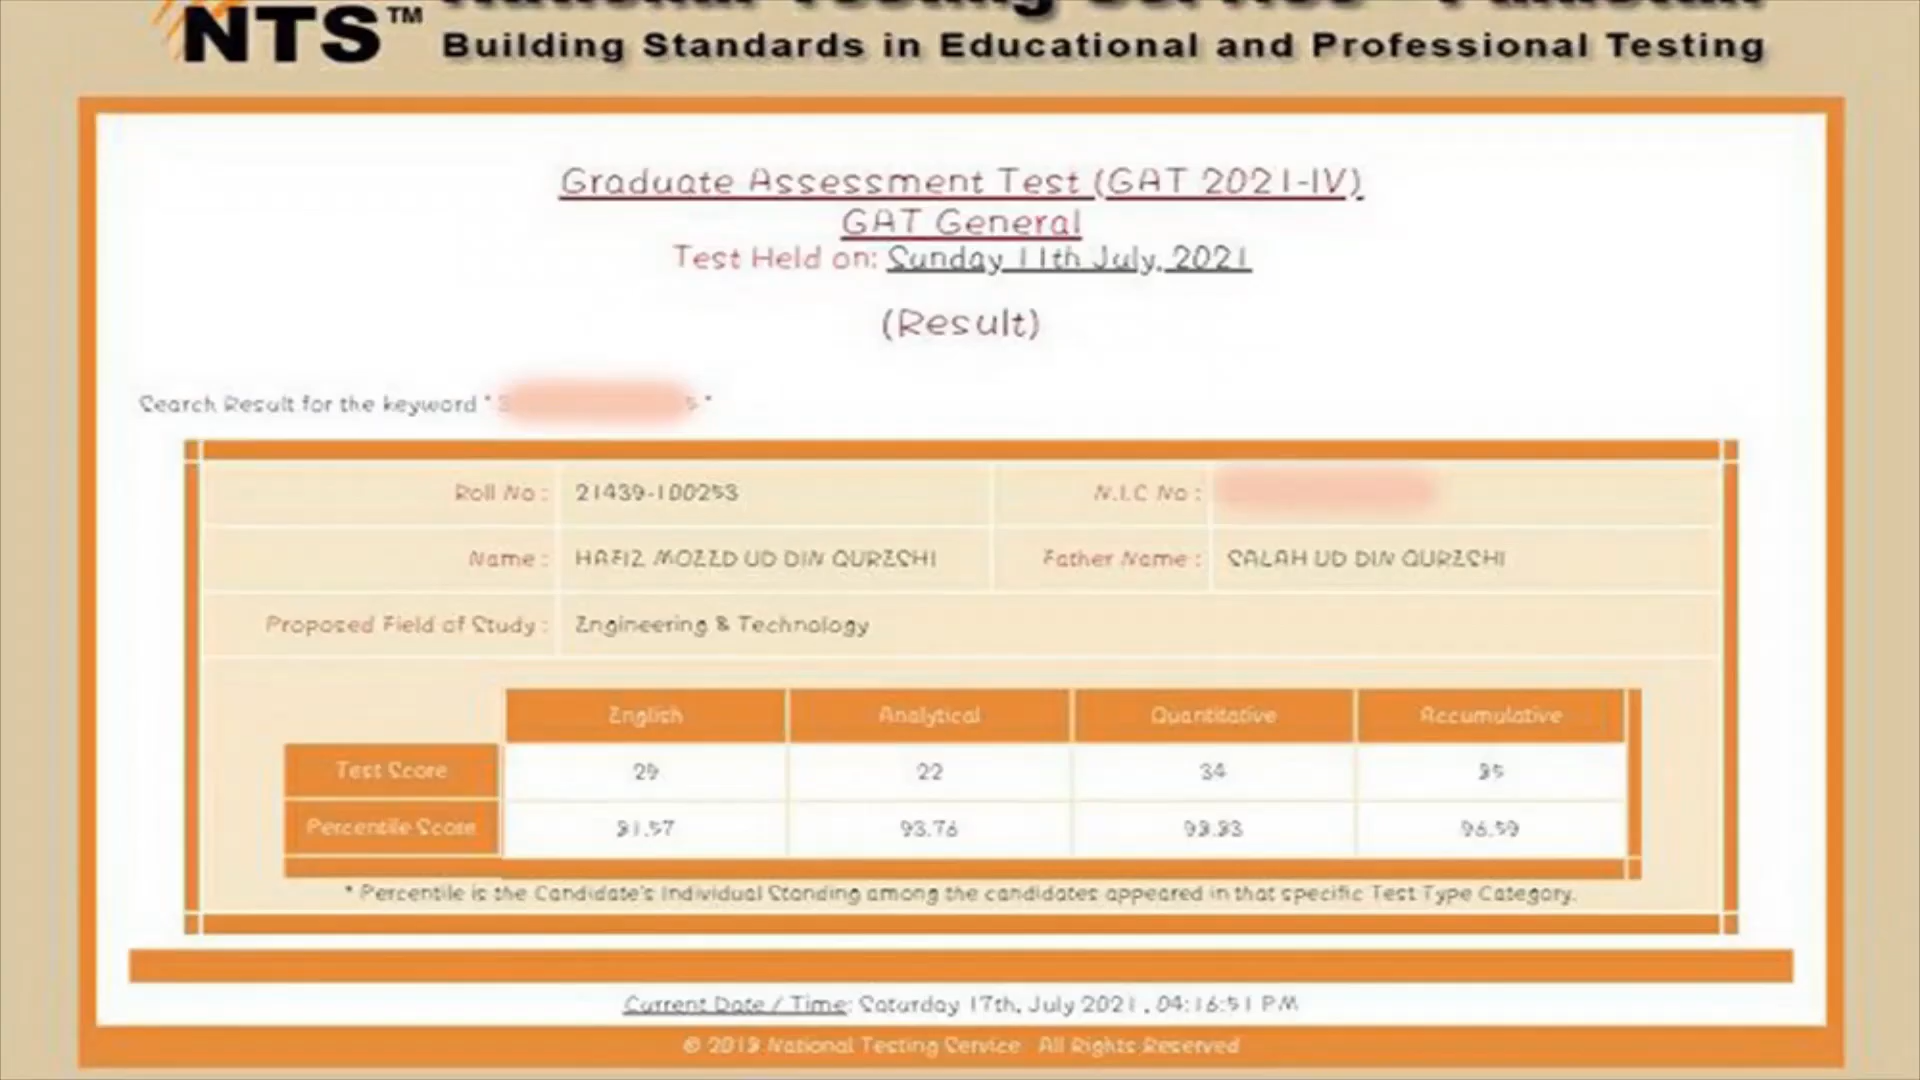 NTS™
Building Standards in Educational and Professional Testing
Graduate Assessment Test (GAT 2021-IV)
GAT General
Test Held on: Sunday 11th July, 2021
(Result)
Search Result for the keyword "
Roll No : 21439-100253 N.I.C No :
Name : HAFIZ MOEED UD DIN QURESHI Father Name : SALAH UD DIN QURESHI
Proposed Field of Study : Engineering & Technology
English Analytical Quantitative Accumulative
Test Score 29 22 34 85
Percentile Score 93.76 96.59
* Percentile is the Candidate's Individual Standing among the candidates appeared in that specific Test Type Category.
Current Date / Time: Saturday 17th, July 2021, 04:16:51 PM
National Testing Service All Rights Reserved